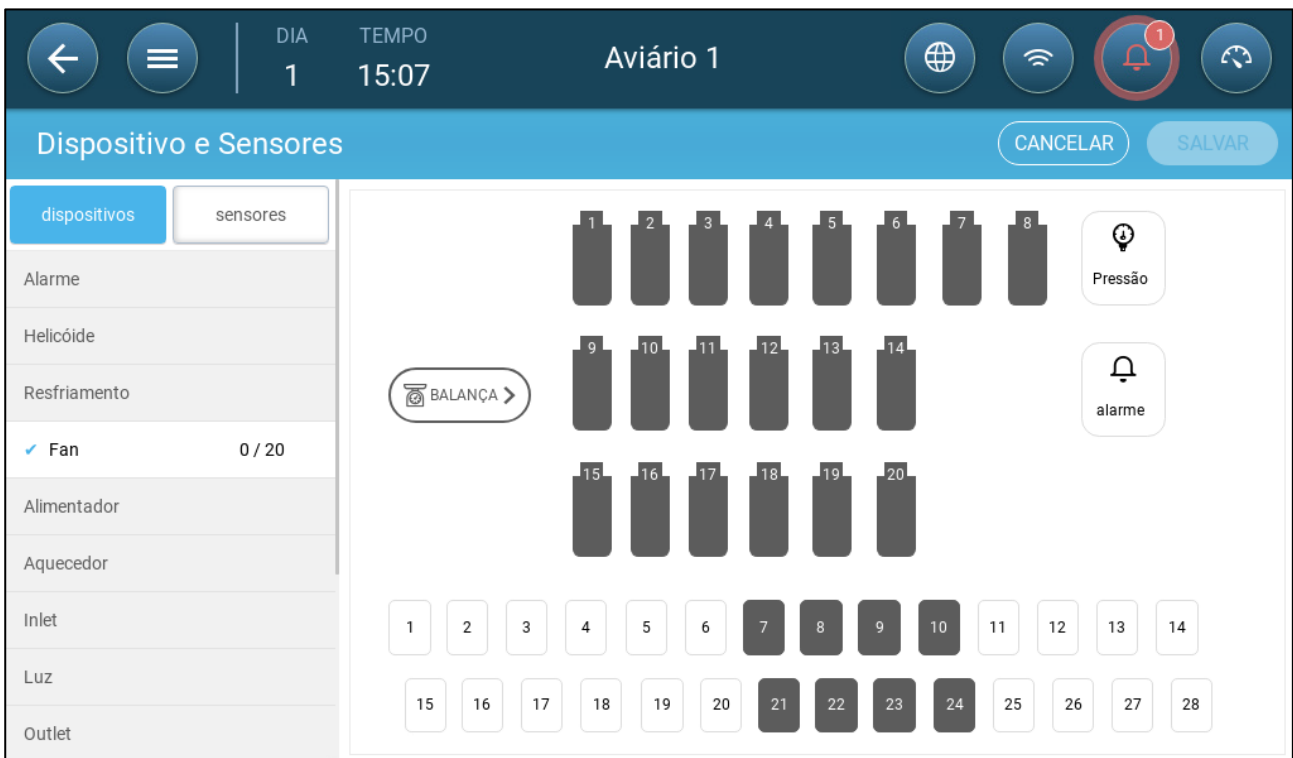 DIA TEMPO
1 15:07 Aviário 1 1
Dispositivo e Sensores CANCELAR SALVAR
dispositivos sensores
Alarme
Helicóide
Resfriamento
Fan 0 / 20
Alimentador
Aquecedor
Inlet
Luz
Outlet
1 2 3 4 5 6 7 8
Pressão
9 10 11 12 13 14
BALANÇA
alarme
15 16 17 18 19 20
1 2 3 4 5 6 7 8 9 10 11 12 13 14
15 16 17 18 19 20 21 22 23 24 25 26 27 28